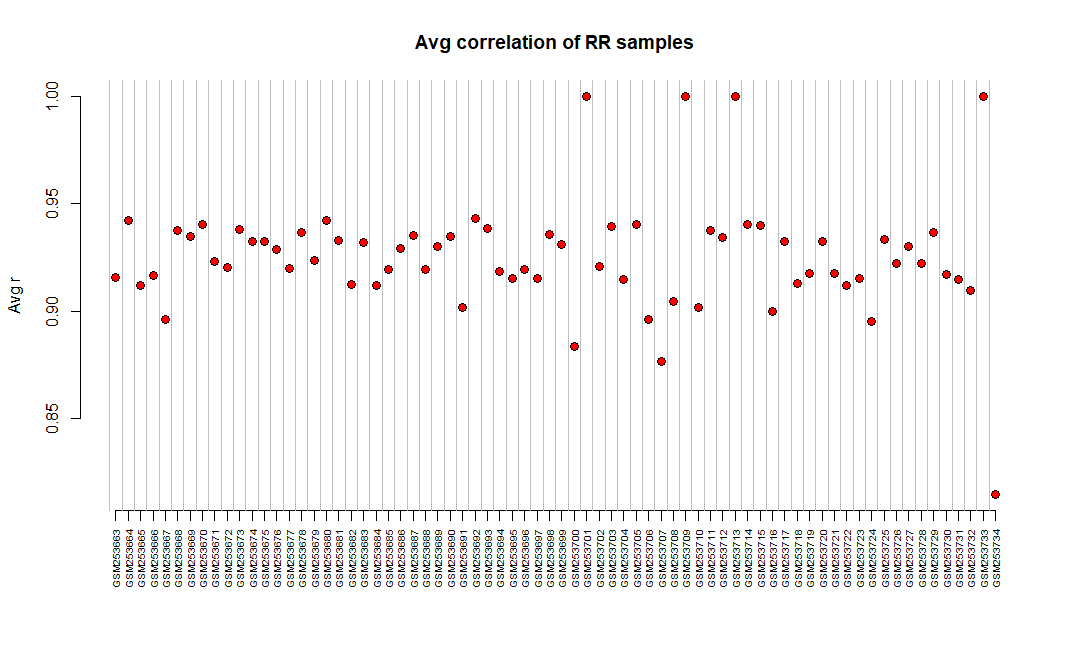 Avg correlation of RR samples
Avg r
1.00
0.95
0.90
0.85
GSM253663
GSM253664
GSM253665
GSM253666
GSM253667
GSM253668
GSM253669
GSM253670
GSM253671
GSM253672
GSM253673
GSM253674
GSM253675
GSM253676
GSM253677
GSM253678
GSM253679
GSM253680
GSM253681
GSM253682
GSM253683
GSM253684
GSM253685
GSM253686
GSM253687
GSM253688
GSM253689
GSM253690
GSM253691
GSM253692
GSM253693
GSM253694
GSM253695
GSM253696
GSM253697
GSM253698
GSM253699
GSM253700
GSM253701
GSM253702
GSM253703
GSM253704
GSM253705
GSM253706
GSM253707
GSM253708
GSM253709
GSM253710
GSM253711
GSM253712
GSM253713
GSM253714
GSM253715
GSM253716
GSM253717
GSM253718
GSM253719
GSM253720
GSM253721
GSM253722
GSM253723
GSM253724
GSM253725
GSM253726
GSM253727
GSM253728
GSM253729
GSM253730
GSM253731
GSM253732
GSM253733
GSM253734